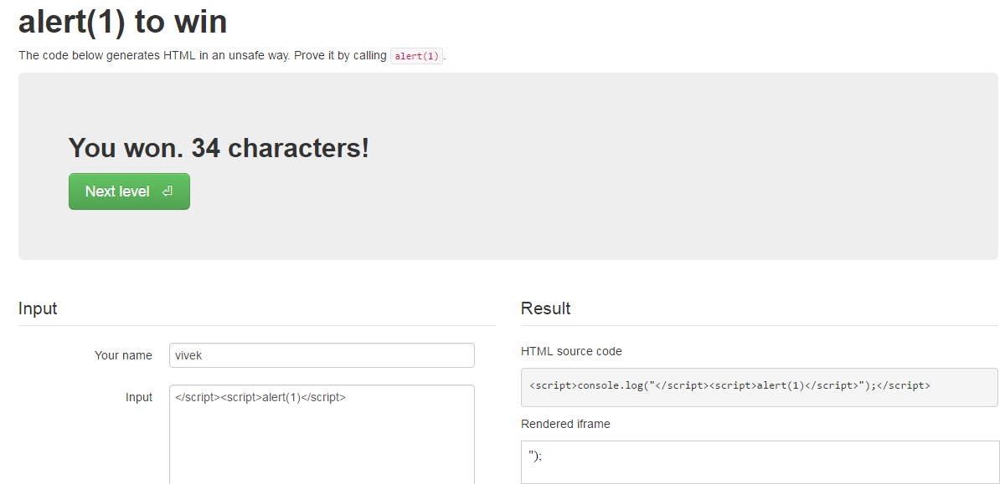 alert(1) to win
The code below generates HTML in an unsafe way. Prove it by calling alert(1).
You won. 34 characters!
Next level ⏎
Input
Your name vivek
Input </script><script>alert(1)</script>
Result
HTML source code
<script>console.log("</script><script>alert(1)</script>");</script>
Rendered iframe
");